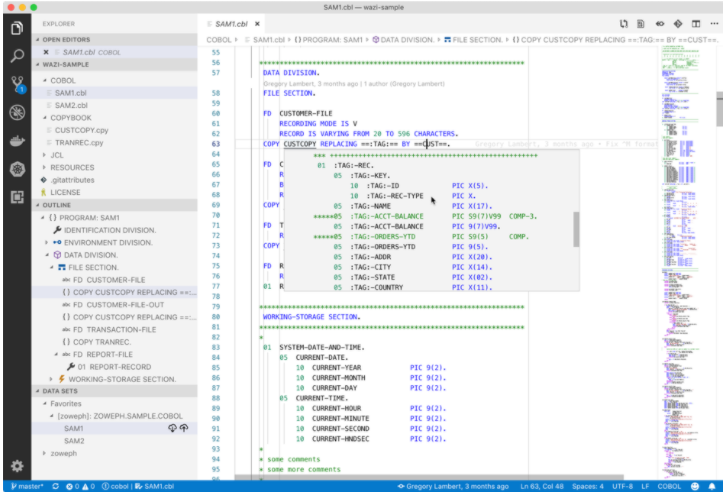 SAM1.cbl — wazi-sample
EXPLORER
OPEN EDITORS
SAM1.cbl COBOL
WAZI-SAMPLE
COBOL
SAM1.cbl
SAM2.cbl
COPYBOOK
CUSTCOPY.cpy
TRANREC.cpy
JCL
RESOURCES
.gitattributes
LICENSE
OUTLINE
{} PROGRAM: SAM1
IDENTIFICATION DIVISION.
ENVIRONMENT DIVISION.
DATA DIVISION.
FILE SECTION.
abc FD CUSTOMER-FILE
{} COPY CUSTCOPY REPLACING ==:...
abc FD CUSTOMER-FILE-OUT
{} COPY CUSTCOPY REPLACING ==:...
abc FD TRANSACTION-FILE
{} COPY TRANREC.
abc FD REPORT-FILE
01 REPORT-RECORD
WORKING-STORAGE SECTION.
DATA SETS
Favorites
[zoweph]: ZOWEPH.SAMPLE.COBOL
SAM1
SAM2
zoweph
SAM1.cbl ×
COBOL SAM1.cbl {} PROGRAM: SAM1 DATA DIVISION. FILE SECTION. {} COPY CUSTCOPY REPLACING ==:TAG:== BY ==CUST==.
55
56
57 DATA DIVISION.
Gregory Lambert, 3 months ago | 1 author (Gregory Lambert)
58 FILE SECTION.
59
60 FD CUSTOMER-FILE
61 RECORDING MODE IS V
62 RECORD IS VARYING FROM 20 TO 596 CHARACTERS.
63 COPY CUSTCOPY REPLACING ==:TAG:== BY ==CUST==. Gregory Lambert, 3 months ago • Fix
64
65 FD C 01 :TAG:-REC.
66 R 05 :TAG:-KEY.
67 B 10 :TAG:-ID PIC X(5).
68 R 10 :TAG:-REC-TYPE PIC X.
69 COPY 05 :TAG:-NAME PIC X(17).
70 *****05 :TAG:-ACCT-BALANCE PIC S9(7)V99 COMP-3.
71 FD T 05 :TAG:-ACCT-BALANCE PIC 9(7)V99.
72 R *****05 :TAG:-ORDERS-YTD PIC S9(5) COMP.
73 COPY 05 :TAG:-ORDERS-YTD PIC 9(5).
74 05 :TAG:-ADDR PIC X(20).
75 FD R 05 :TAG:-CITY PIC X(14).
76 R 05 :TAG:-STATE PIC X(02).
77 01 R 05 :TAG:-COUNTRY PIC X(11).
78
79
80 WORKING-STORAGE SECTION.
81
82 *
83 01 SYSTEM-DATE-AND-TIME.
84 05 CURRENT-DATE.
85 10 CURRENT-YEAR PIC 9(2).
86 10 CURRENT-MONTH PIC 9(2).
87 10 CURRENT-DAY PIC 9(2).
88 05 CURRENT-TIME.
89 10 CURRENT-HOUR PIC 9(2).
90 10 CURRENT-MINUTE PIC 9(2).
91 10 CURRENT-SECOND PIC 9(2).
92 10 CURRENT-HNDSEC PIC 9(2).
93 *
94 * some comments
95 * some more comments
master* 0 0 cobol | SAM1.cbl Gregory Lambert, 3 months ago Ln 63, Col 48 Spaces: 4 UTF-8 LF COBOL